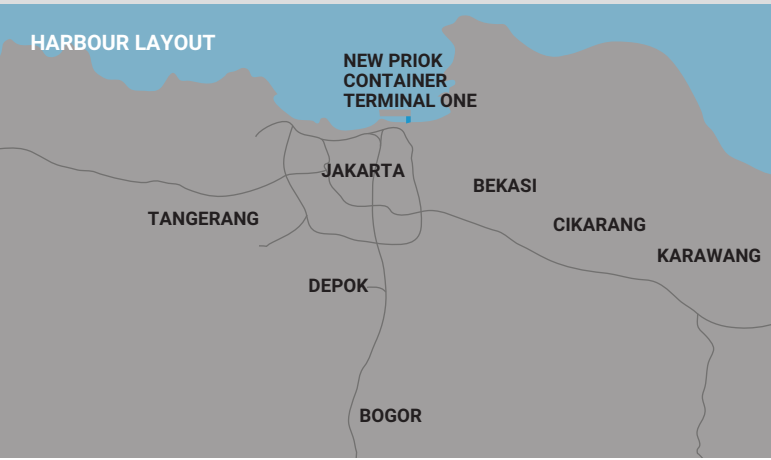 HARBOUR LAYOUT
NEW PRIOK
CONTAINER
TERMINAL ONE
JAKARTA
BEKASI
TANGERANG
CIKARANG
KARAWANG
DEPOK
BOGOR